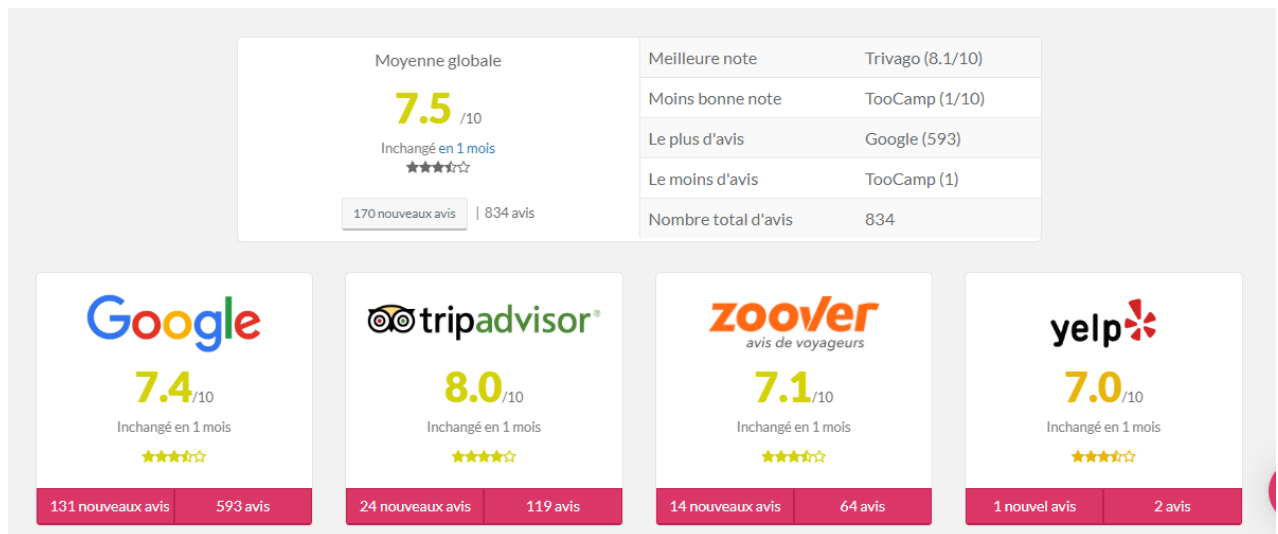 Moyenne globale
7.5 /10
Inchangé en 1 mois
170 nouveaux avis | 834 avis
Meilleure note Trivago (8.1/10)
Moins bonne note TooCamp (1/10)
Le plus d'avis Google (593)
Le moins d'avis TooCamp (1)
Nombre total d'avis 834
Google
7.4/10
Inchangé en 1 mois
131 nouveaux avis 593 avis
tripadvisor®
8.0/10
Inchangé en 1 mois
24 nouveaux avis 119 avis
zoover
avis de voyageurs
7.1/10
Inchangé en 1 mois
14 nouveaux avis 64 avis
yelp
7.0/10
Inchangé en 1 mois
1 nouvel avis 2 avis